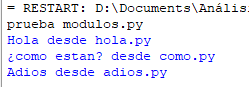 = RESTART: D:\Documents\Anális
prueba modulos.py
Hola desde hola.py
¿como estan? desde como.py
Adios desde adios.py